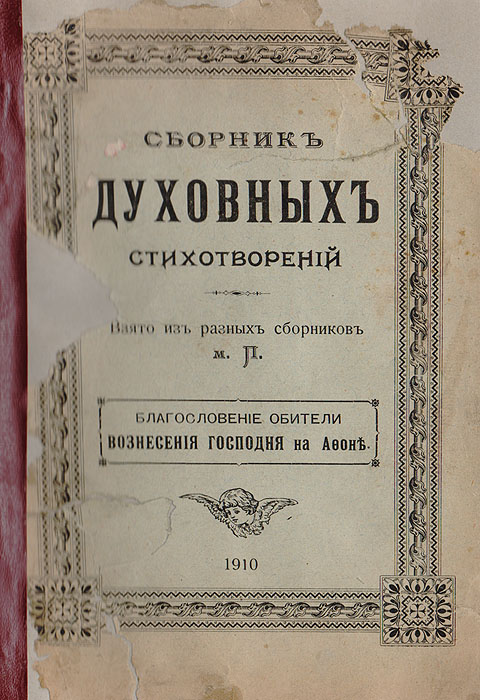 СБОРНИКЪ
ДУХОВНЫХЪ
СТИХОТВОРЕНІЙ
Взято изъ разныхъ сборниковъ
м. П.
БЛАГОСЛОВЕНІЕ ОБИТЕЛИ
ВОЗНЕСЕНІЯ ГОСПОДНЯ на Аѳонѣ.
1910